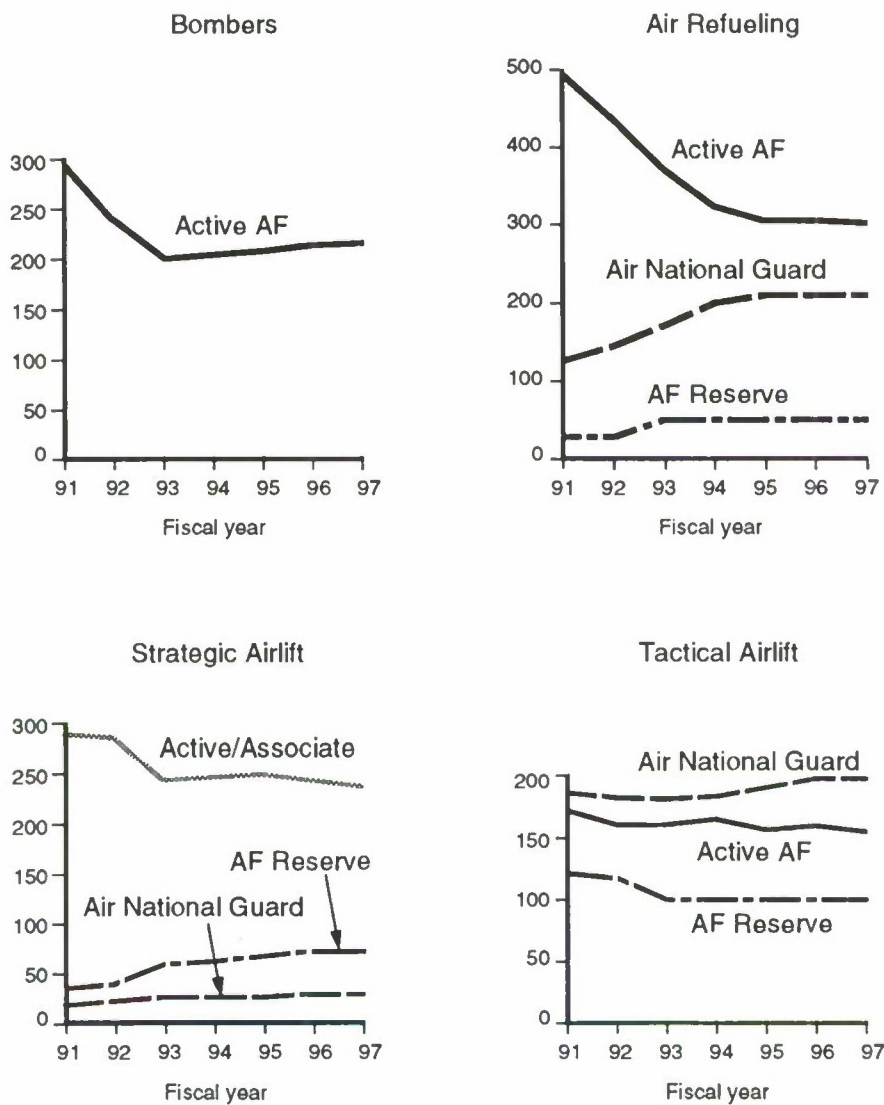 Bombers
300
250
200
150
100
50
0
Active AF
91 92 93 94 95 96 97
Fiscal year
Air Refueling
500
400
300
200
100
0
Active AF
Air National Guard
AF Reserve
91 92 93 94 95 96 97
Fiscal year
Strategic Airlift
300
250
200
150
100
50
0
Active/Associate
AF Reserve
Air National Guard
91 92 93 94 95 96 97
Fiscal year
Tactical Airlift
200
150
100
50
0
Air National Guard
Active AF
AF Reserve
91 92 93 94 95 96 97
Fiscal year